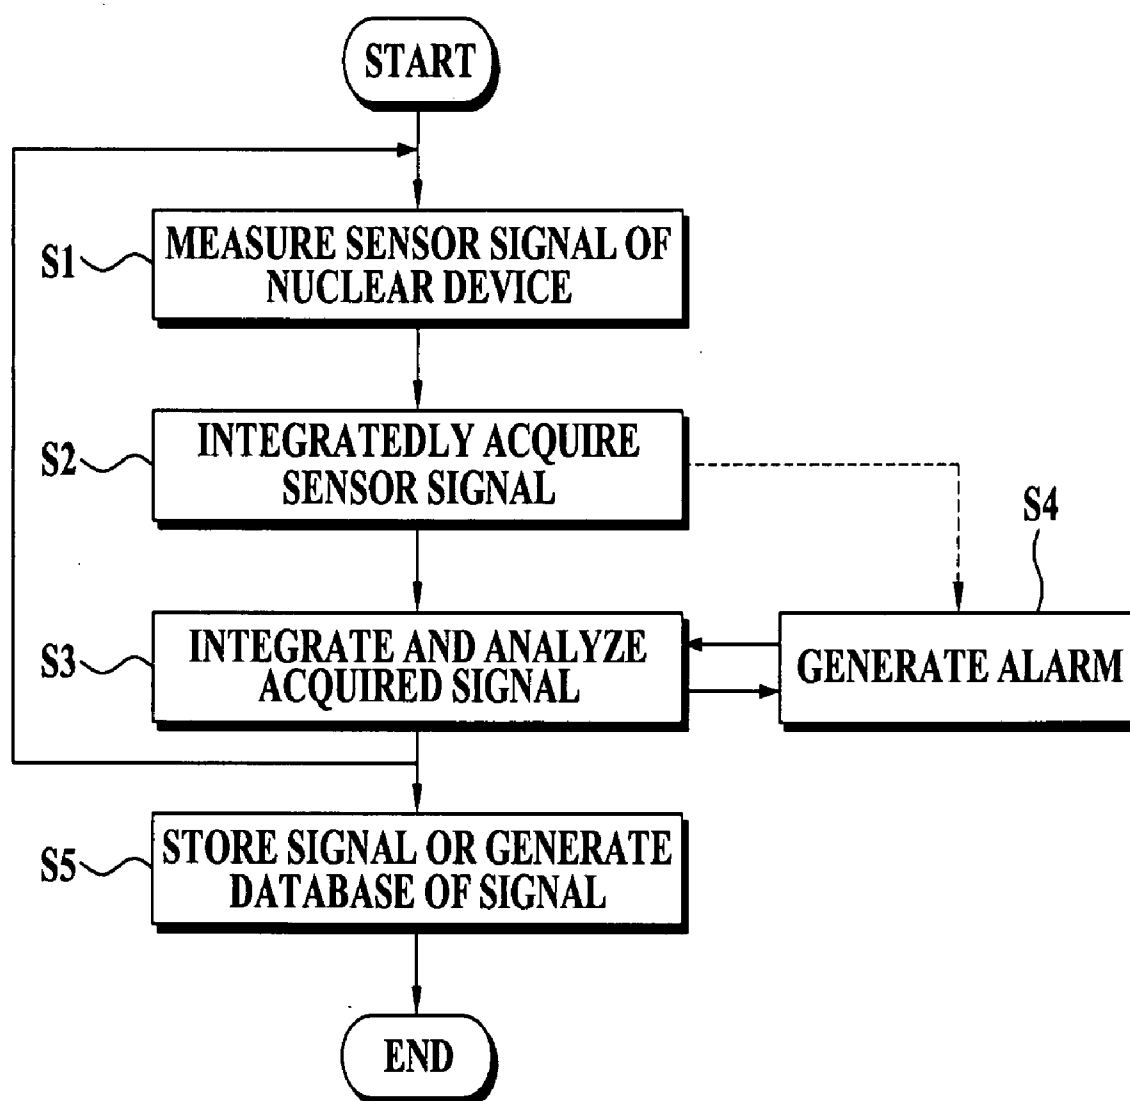 START
S1
MEASURE SENSOR SIGNAL OF
NUCLEAR DEVICE
S2
INTEGRATEDLY ACQUIRE
SENSOR SIGNAL
S4
S3
INTEGRATE AND ANALYZE
ACQUIRED SIGNAL
GENERATE ALARM
S5
STORE SIGNAL OR GENERATE
DATABASE OF SIGNAL
END